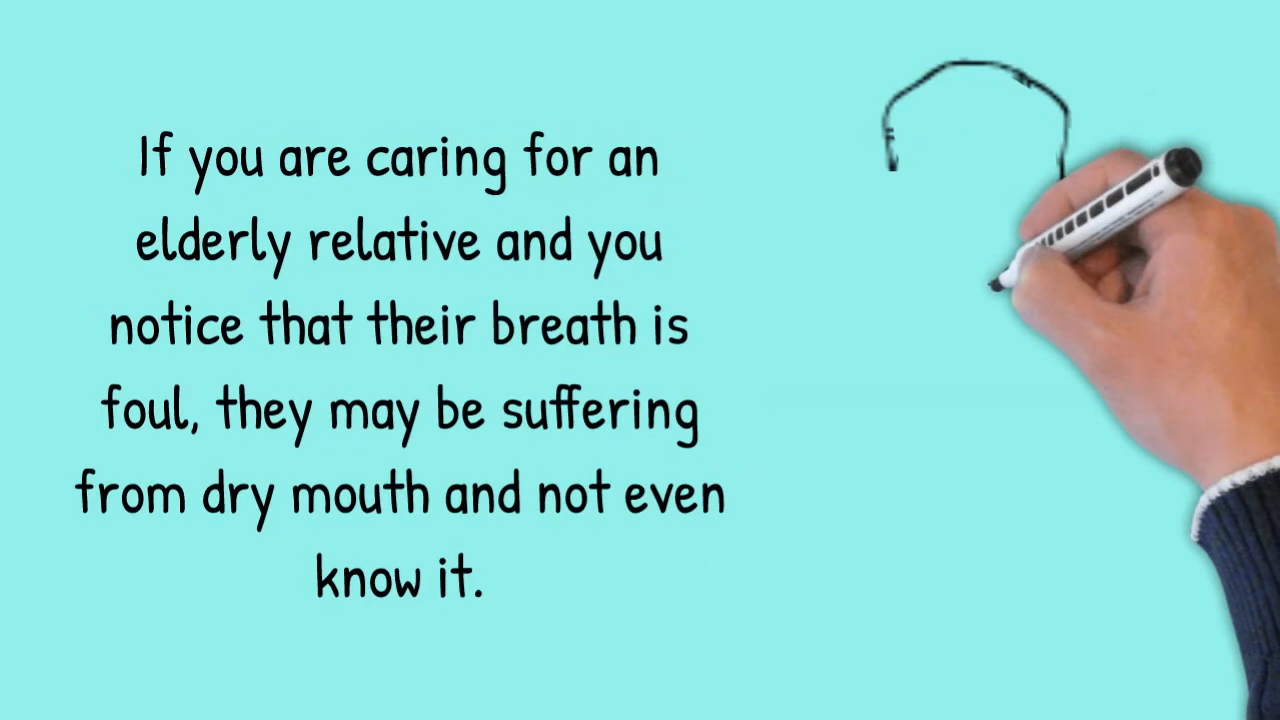 If you are caring for an
elderly relative and you
notice that their breath is
foul, they may be suffering
from dry mouth and not even
know it.